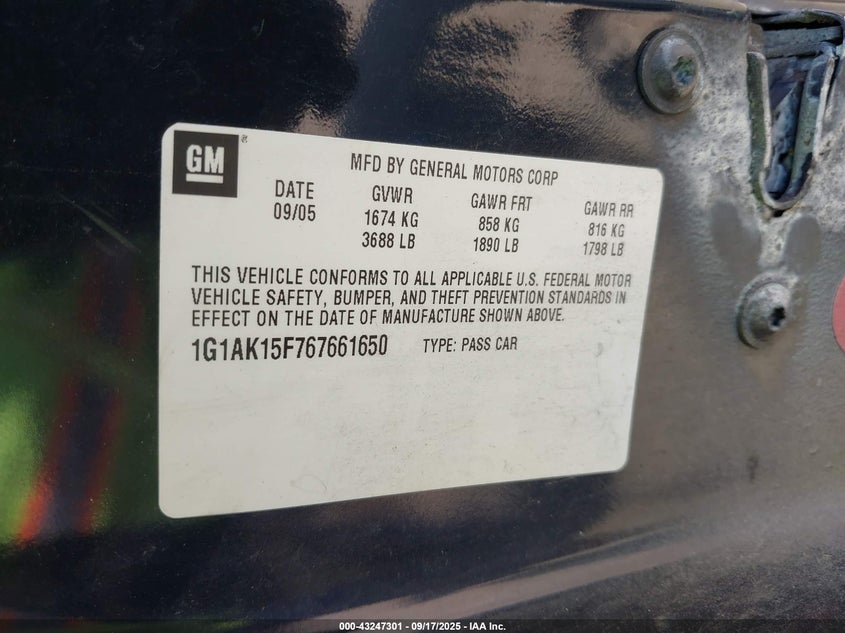 GM®
MFD BY GENERAL MOTORS CORP
DATE GVWR GAWR FRT GAWR RR
09/05 1674 KG 858 KG 816 KG
3688 LB 1890 LB 1798 LB
THIS VEHICLE CONFORMS TO ALL APPLICABLE U.S. FEDERAL MOTOR
VEHICLE SAFETY, BUMPER, AND THEFT PREVENTION STANDARDS IN
EFFECT ON THE DATE OF MANUFACTURE SHOWN ABOVE.
1G1AK15F767661650 TYPE: PASS CAR
000-43247301 - 09/17/2025 - IAA Inc.